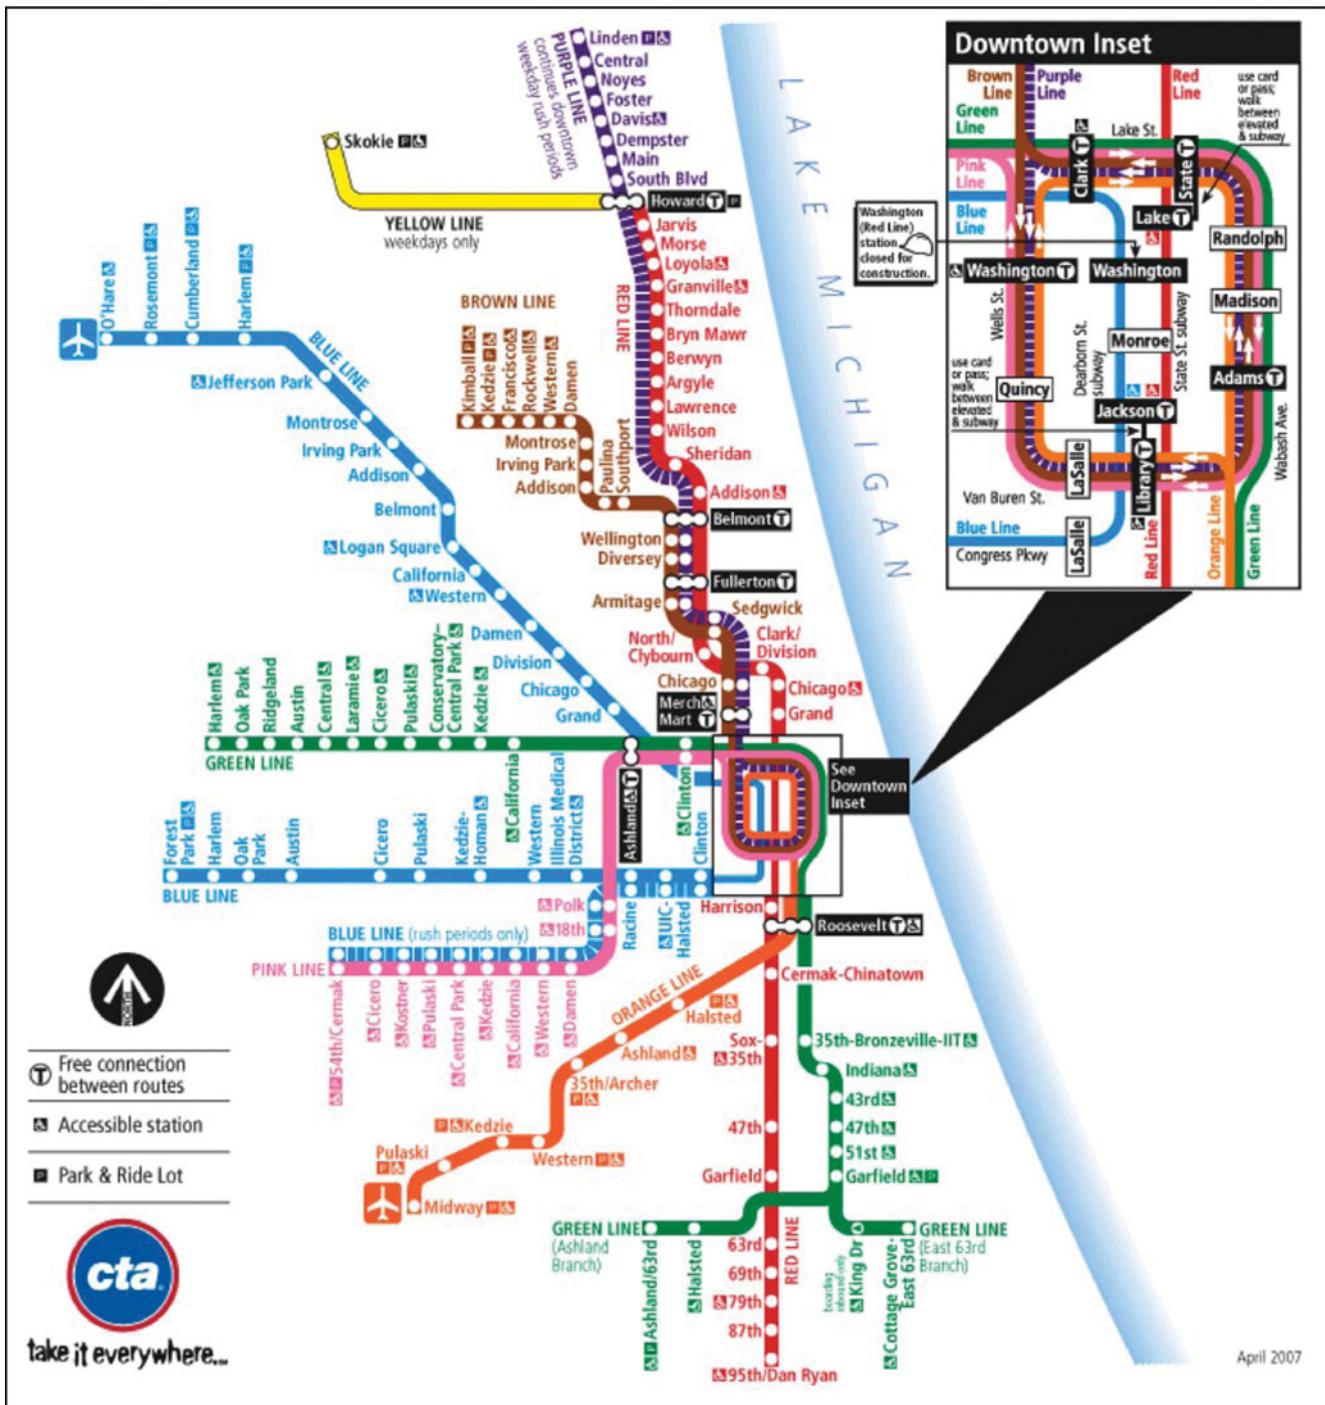 PURPLE LINE
continues downtown
weekday rush periods
Linden P
Central
Noyes
Foster
Davis
Dempster
Main
South Blvd
Howard T P
Skokie P
YELLOW LINE
weekdays only
LAKE MICHIGAN
Jarvis
Morse
Loyola
Granville
Thorndale
Bryn Mawr
Berwyn
Argyle
Lawrence
Wilson
Sheridan
Addison
Belmont T
Fullerton T
RED LINE
O'Hare
Rosemont P
Cumberland P
Harlem P
BLUE LINE
Jefferson Park
Montrose
Irving Park
Addison
Belmont
Logan Square
California
Western
Damen
Division
Chicago
Grand
BROWN LINE
Kimball P
Kedzie P
Francisco
Rockwell
Western
Damen
Montrose
Irving Park
Addison
Paulina
Southport
Wellington
Diversey
Armitage
Sedgwick
North/
Clybourn
Clark/
Division
Chicago
Chicago
Merch
Mart T
Grand
Harlem
Oak Park
Ridgeland
Austin
Central
Laramie
Cicero
Pulaski
Conservatory–
Central Park
Kedzie
GREEN LINE
California
Ashland T
Clinton
See
Downtown
Inset
Forest
Park P
Harlem
Oak
Park
Austin
Cicero
Pulaski
Kedzie-
Homan
Western
Illinois Medical
District
Clinton
BLUE LINE
Polk
18th
Racine
UIC-
Halsted
Harrison
Roosevelt T
BLUE LINE (rush periods only)
PINK LINE
P 54th/Cermak
Cicero
Kostner
Pulaski
Central Park
Kedzie
California
Western
Damen
ORANGE LINE
P
Halsted
Ashland
35th/Archer
P
P Kedzie
Western P
Pulaski
P
Midway P
Cermak-Chinatown
Sox-
35th
47th
Garfield
63rd
69th
79th
87th
95th/Dan Ryan
RED LINE
35th-Bronzeville-IIT
Indiana
43rd
47th
51st
Garfield P
GREEN LINE
(Ashland
Branch)
P Ashland/63rd
Halsted
boarding
inbound only
King Dr
Cottage Grove-
East 63rd
GREEN LINE
(East 63rd
Branch)
NORTH
T Free connection
between routes
Accessible station
P Park & Ride Lot
cta
take it everywhere...
April 2007
Downtown Inset
Brown
Line
Purple
Line
Red
Line
use card
or pass;
walk
between
elevated
& subway
Green
Line
Lake St.
Pink
Line
Blue
Line
Clark T
State T
Lake T
Washington
(Red Line)
station
closed for
construction.
Randolph
Washington T
Washington
Madison
Wells St.
Dearborn St.
subway
Monroe
State St. subway
use card
or pass;
walk
between
elevated
& subway
Quincy
Adams T
Jackson T
Wabash Ave.
LaSalle
Library T
Van Buren St.
Blue Line
Congress Pkwy
LaSalle
Red Line
Orange Line
Green Line